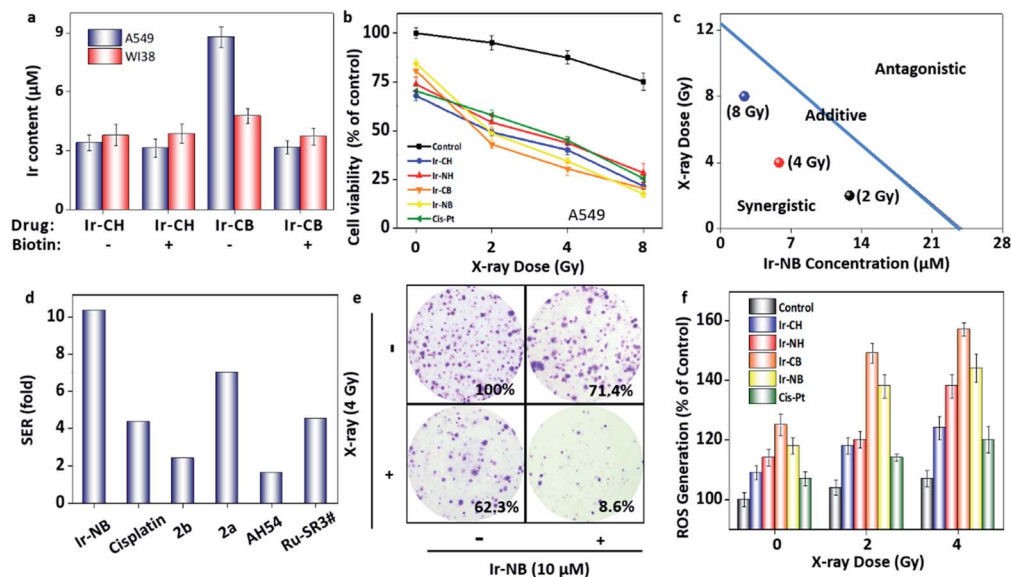 a
Ir content (μM)
9
6
3
0
A549
WI38
Drug: Ir-CH Ir-CH Ir-CB Ir-CB
Biotin: - + - +
b
Cell viability (% of control)
100
75
50
25
0
Control
Ir-CH
Ir-NH
Ir-CB
Ir-NB
Cis-Pt
A549
0 2 4 8
X-ray Dose (Gy)
c
X-ray Dose (Gy)
12
8
4
0
Antagonistic
Additive
(8 Gy)
(4 Gy)
(2 Gy)
Synergistic
7 14 21 28
Ir-NB Concentration (μM)
d
SER (fold)
10
8
6
4
2
0
Ir-NB Cisplatin 2b 2a AH54 Ru-SR3#
e
X-ray (4 Gy)
-
+
100%
71.4%
62.3%
8.6%
- +
Ir-NB (10 μM)
f
ROS Generation (% of Control)
160
140
120
100
Control
Ir-CH
Ir-NH
Ir-CB
Ir-NB
Cis-Pt
0 2 4
X-ray Dose (Gy)